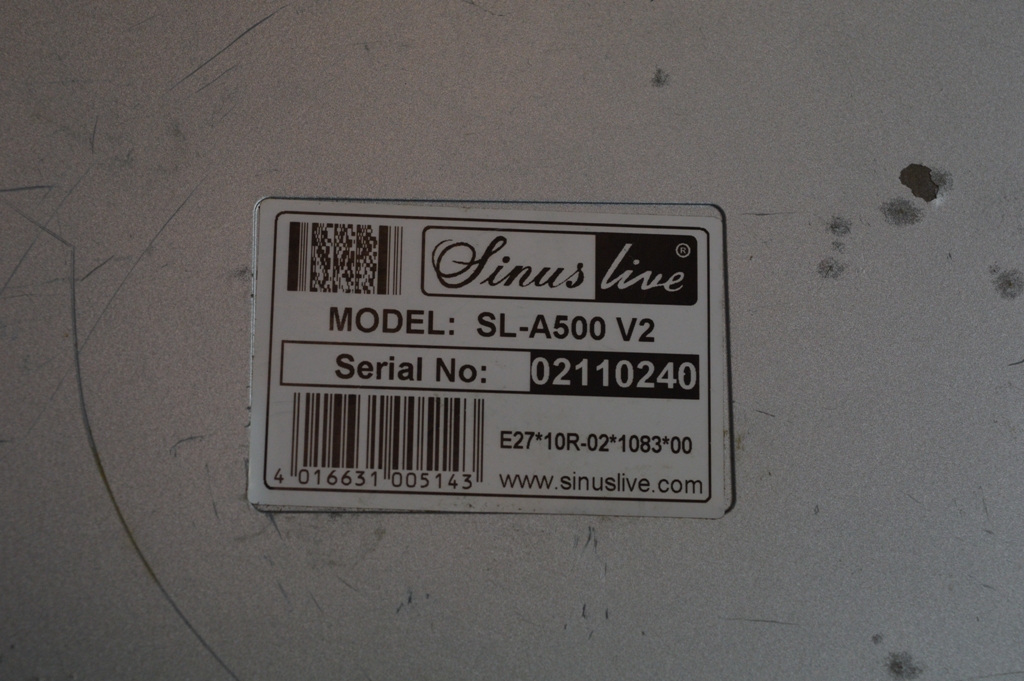 Sinus live ®
MODEL: SL-A500 V2
Serial No: 02110240
E27*10R-02*1083*00
4 016631 005143
www.sinuslive.com